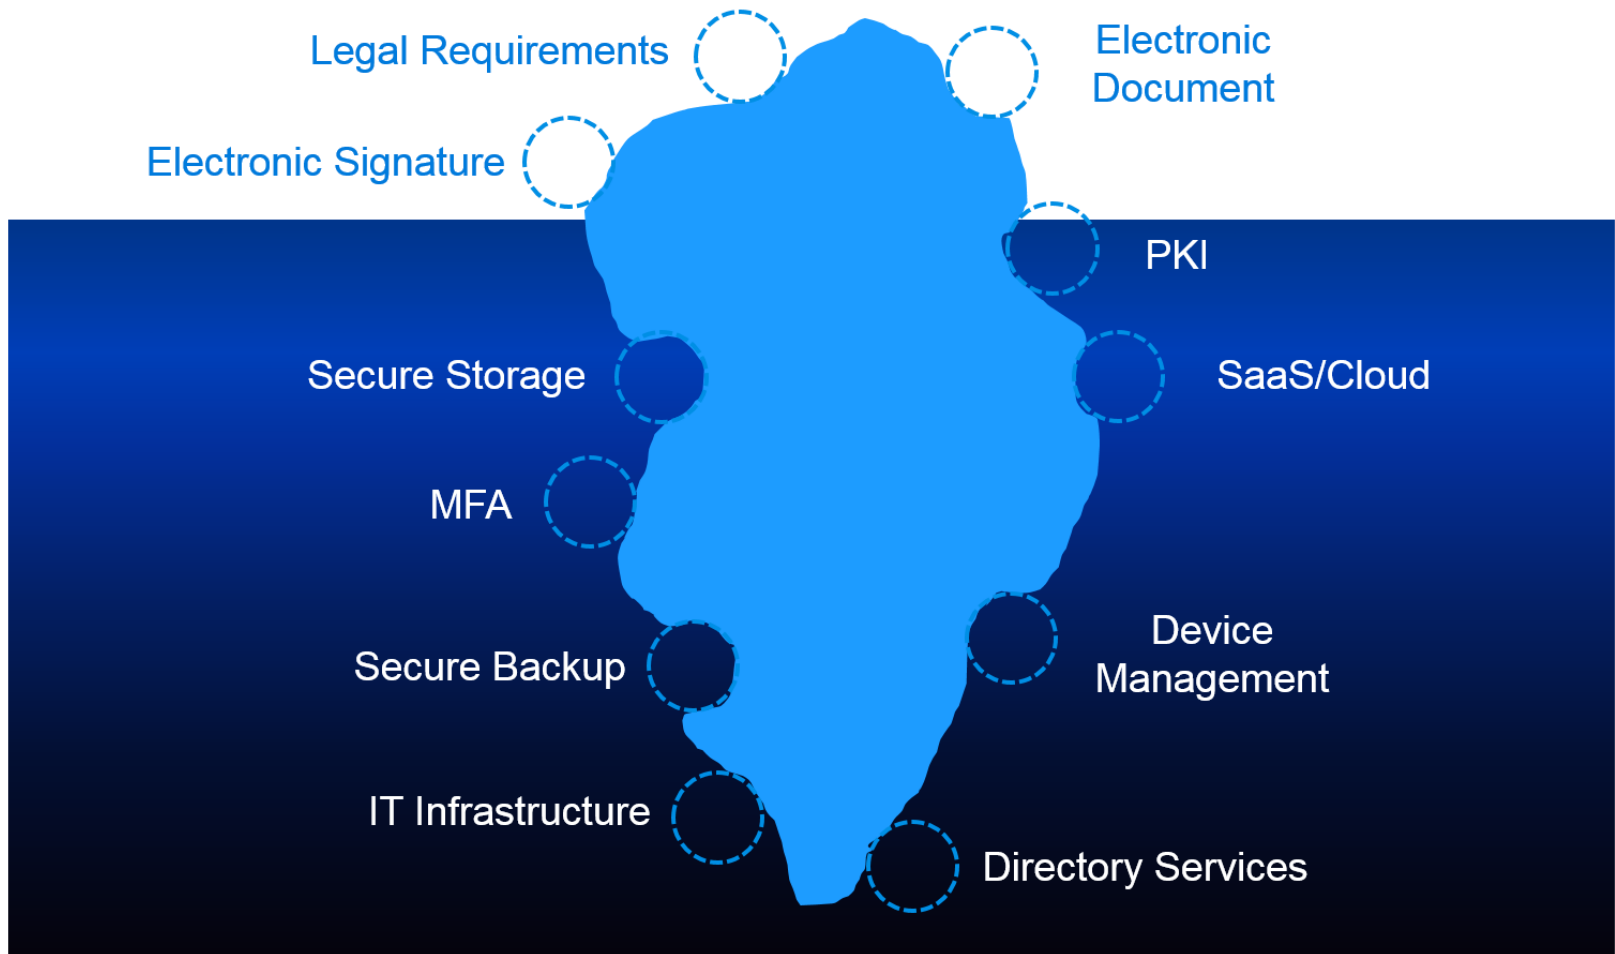 Legal Requirements
Electronic
Document
Electronic Signature
PKI
Secure Storage
SaaS/Cloud
MFA
Device
Management
Secure Backup
IT Infrastructure
Directory Services